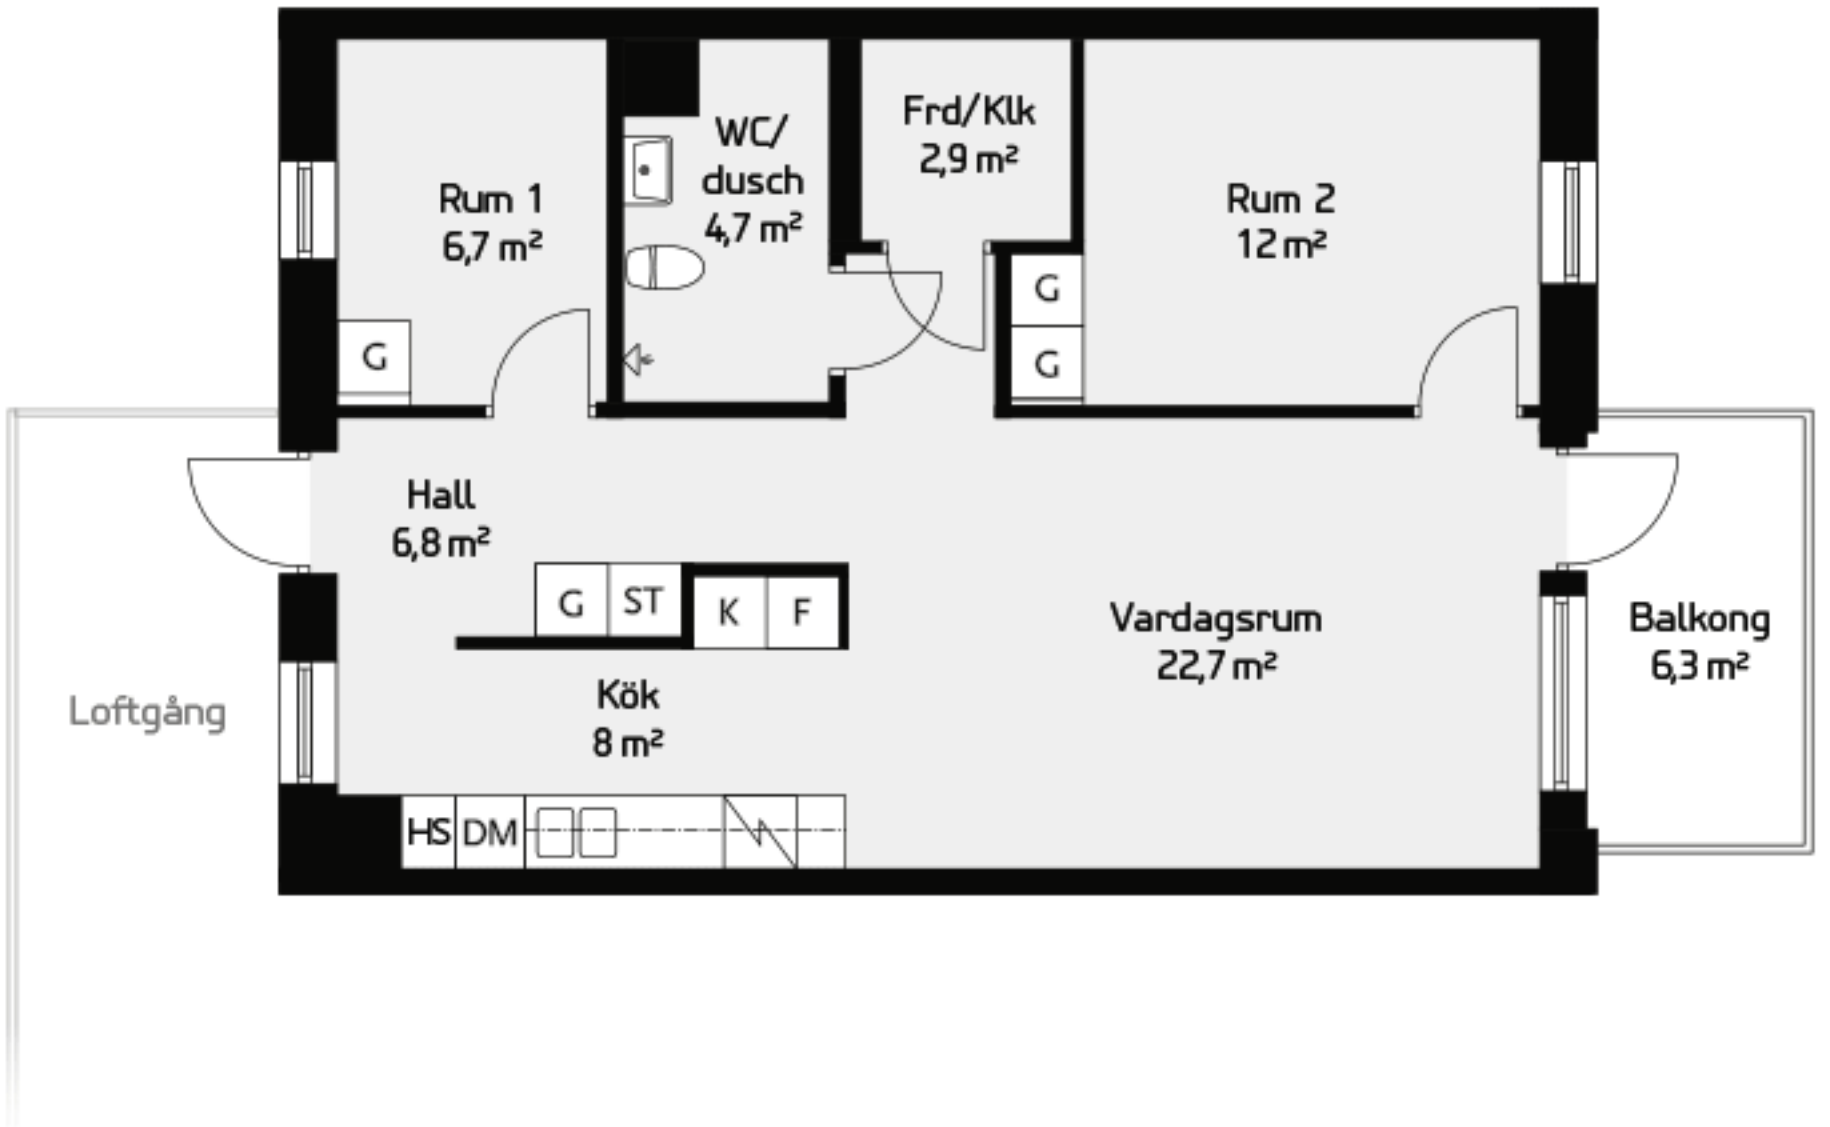 Rum 1
6,7 m²
G
WC/
dusch
4,7 m²
Frd/Klk
2,9 m²
G
G
Rum 2
12 m²
Hall
6,8 m²
G
ST
K
F
Kök
8 m²
HS
DM
Vardagsrum
22,7 m²
Balkong
6,3 m²
Loftgång